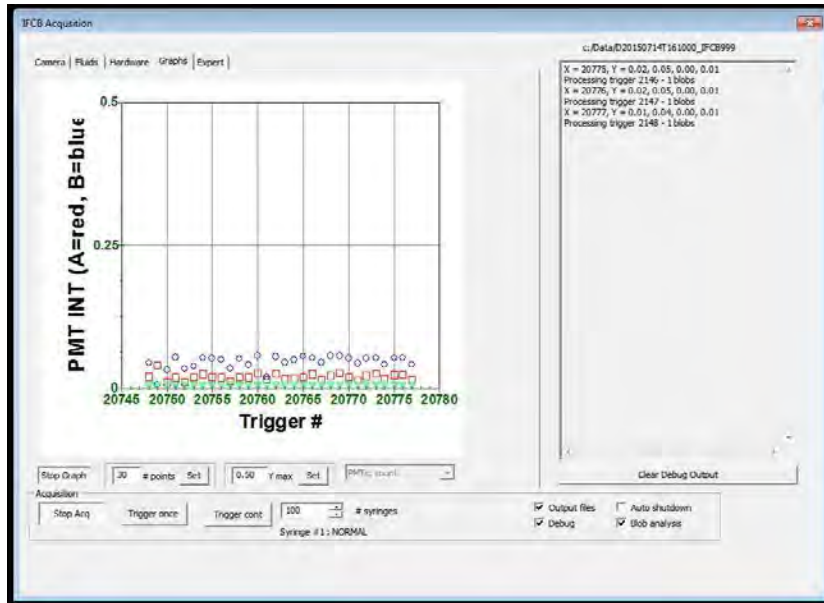 IFCB Acqusition
c:/Data/D20150714T161000_IFCB999
Camera Fluids Hardware Graphs Expert
X = 20775, Y = 0.02, 0.05, 0.00, 0.01
Processing trigger 2146 - 1 blobs
X = 20776, Y = 0.02, 0.05, 0.00, 0.01
Processing trigger 2147 - 1 blobs
X = 20777, Y = 0.01, 0.04, 0.00, 0.01
Processing trigger 2148 - 1 blobs
PMT INT (A=red, B=blue
0.5
0.25
0
20745 20750 20755 20760 20765 20770 20775 20780
Trigger #
Stop Graph 30 # points Set 0.50 Y max Set PMTs, count
Clear Debug Output
Acquisition
Stop Acq Trigger once Trigger cont 100 # syringes
Syringe #1: NORMAL
Output files Auto shutdown
Debug Blob analysis